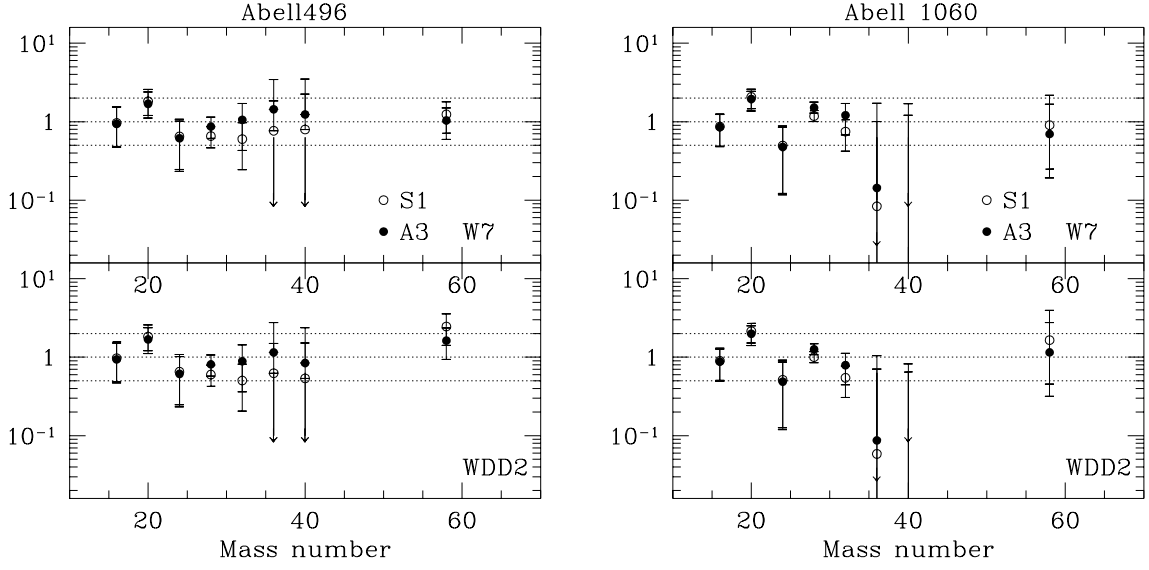 Abell496 Abell 1060
10¹ 10¹
1 1
10⁻¹ 10⁻¹
S1 S1
A3 W7 A3 W7
20 40 60 20 40 60
10¹ 10¹
1 1
10⁻¹ 10⁻¹
WDD2 WDD2
20 40 60 20 40 60
Mass number Mass number